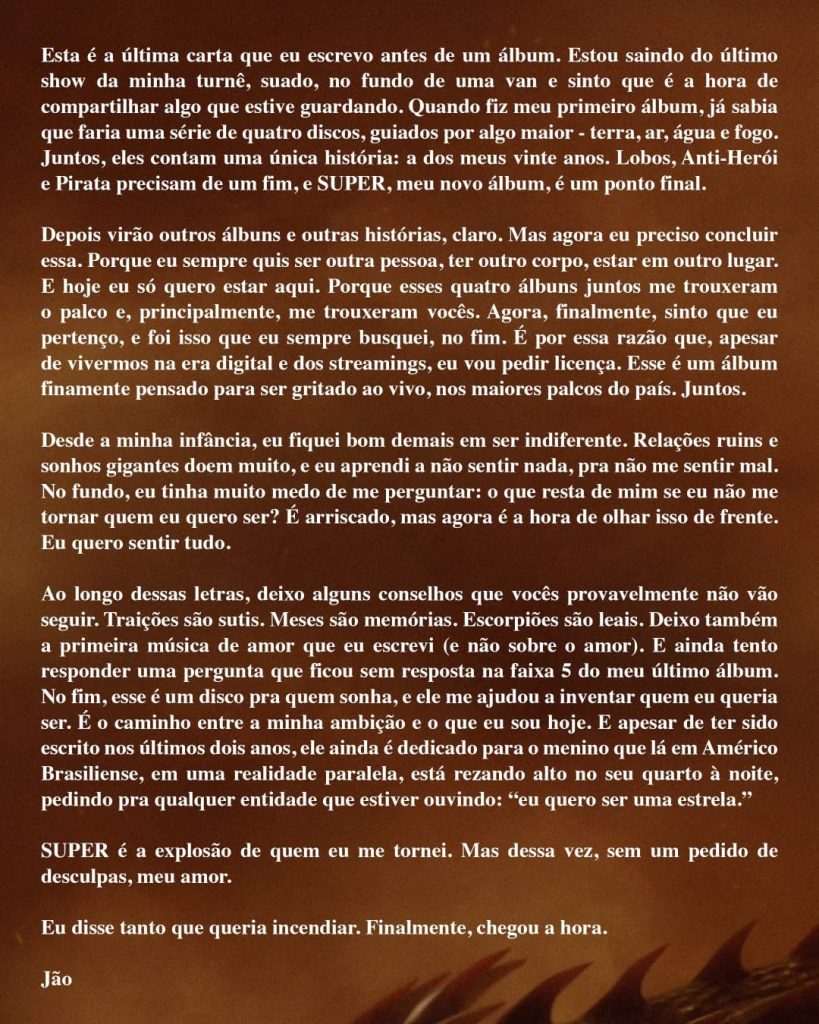 Esta é a última carta que eu escrevo antes de um álbum. Estou saindo do último
show da minha turnê, suado, no fundo de uma van e sinto que é a hora de
compartilhar algo que estive guardando. Quando fiz meu primeiro álbum, já sabia
que faria uma série de quatro discos, guiados por algo maior - terra, ar, água e fogo.
Juntos, eles contam uma única história: a dos meus vinte anos. Lobos, Anti-Herói
e Pirata precisam de um fim, e SUPER, meu novo álbum, é um ponto final.
Depois virão outros álbuns e outras histórias, claro. Mas agora eu preciso concluir
essa. Porque eu sempre quis ser outra pessoa, ter outro corpo, estar em outro lugar.
E hoje eu só quero estar aqui. Porque esses quatro álbuns juntos me trouxeram
o palco e, principalmente, me trouxeram vocês. Agora, finalmente, sinto que eu
pertenço, e foi isso que eu sempre busquei, no fim. É por essa razão que, apesar
de vivermos na era digital e dos streamings, eu vou pedir licença. Esse é um álbum
finamente pensado para ser gritado ao vivo, nos maiores palcos do país. Juntos.
Desde a minha infância, eu fiquei bom demais em ser indiferente. Relações ruins e
sonhos gigantes doem muito, e eu aprendi a não sentir nada, pra não me sentir mal.
No fundo, eu tinha muito medo de me perguntar: o que resta de mim se eu não me
tornar quem eu quero ser? É arriscado, mas agora é a hora de olhar isso de frente.
Eu quero sentir tudo.
Ao longo dessas letras, deixo alguns conselhos que vocês provavelmente não vão
seguir. Traições são sutis. Meses são memórias. Escorpiões são leais. Deixo também
a primeira música de amor que eu escrevi (e não sobre o amor). E ainda tento
responder uma pergunta que ficou sem resposta na faixa 5 do meu último álbum.
No fim, esse é um disco pra quem sonha, e ele me ajudou a inventar quem eu queria
ser. É o caminho entre a minha ambição e o que eu sou hoje. E apesar de ter sido
escrito nos últimos dois anos, ele ainda é dedicado para o menino que lá em Américo
Brasiliense, em uma realidade paralela, está rezando alto no seu quarto à noite,
pedindo pra qualquer entidade que estiver ouvindo: “eu quero ser uma estrela.”
SUPER é a explosão de quem eu me tornei. Mas dessa vez, sem um pedido de
desculpas, meu amor.
Eu disse tanto que queria incendiar. Finalmente, chegou a hora.
Jão